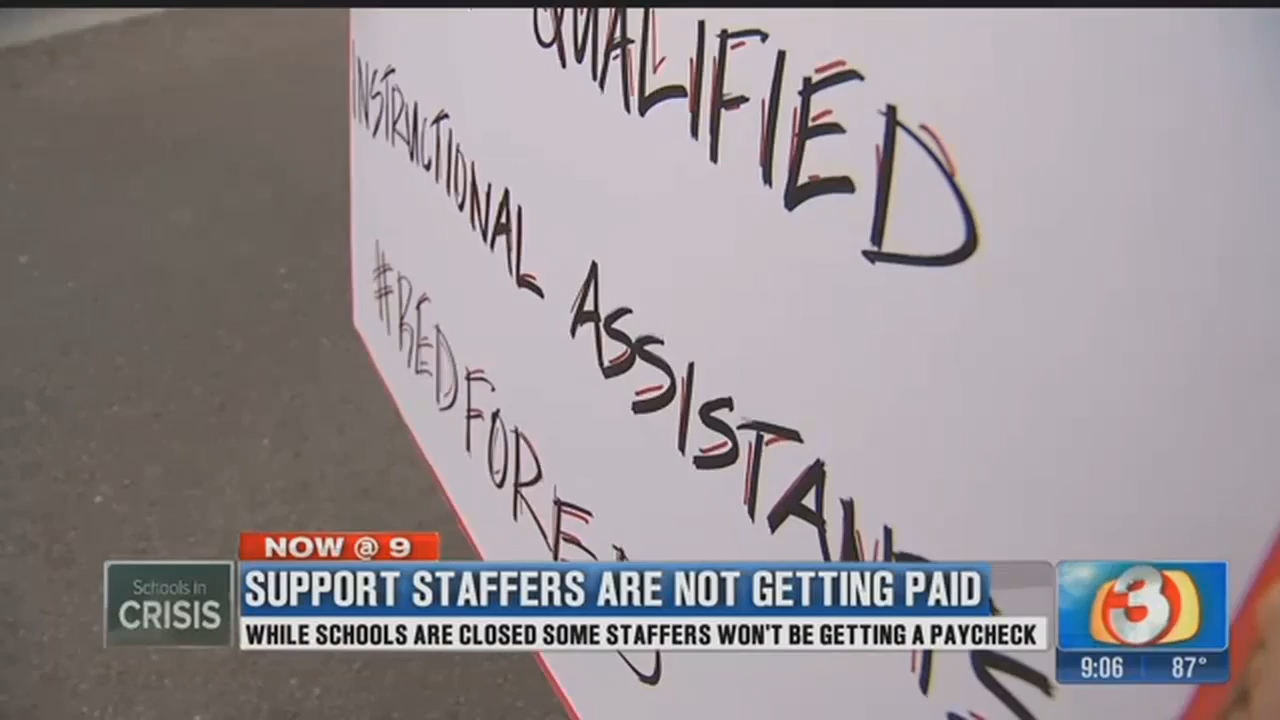 QUALIFIED
INSTRUCTIONAL ASSISTANTS
#REDFORED
NOW @ 9
Schools in
CRISIS
SUPPORT STAFFERS ARE NOT GETTING PAID
WHILE SCHOOLS ARE CLOSED SOME STAFFERS WON'T BE GETTING A PAYCHECK
3
9:06 87°